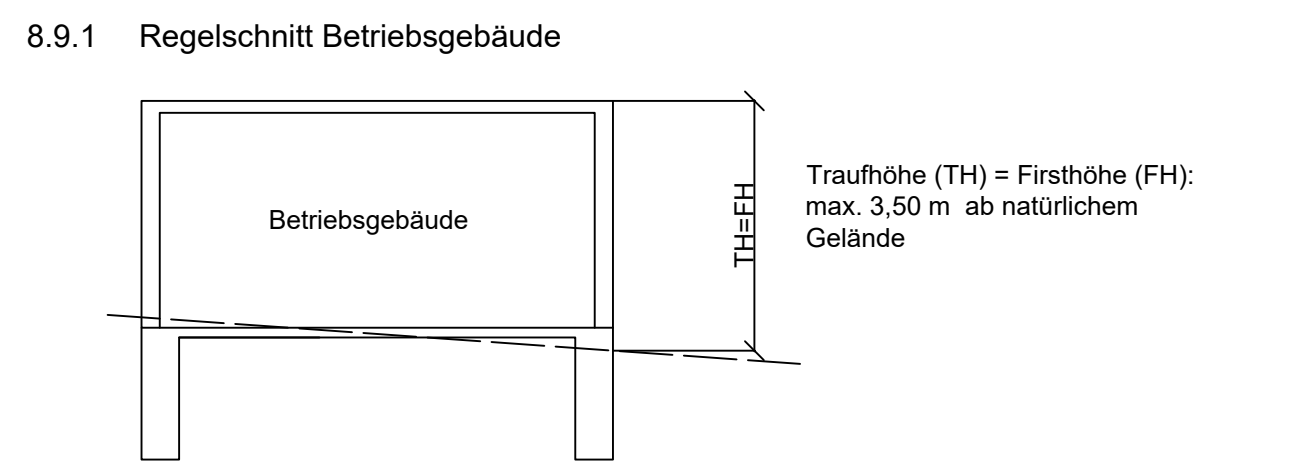 8.9.1 Regelschnitt Betriebsgebäude
Betriebsgebäude
TH=FH
Traufhöhe (TH) = Firsthöhe (FH):
max. 3,50 m ab natürlichem
Gelände